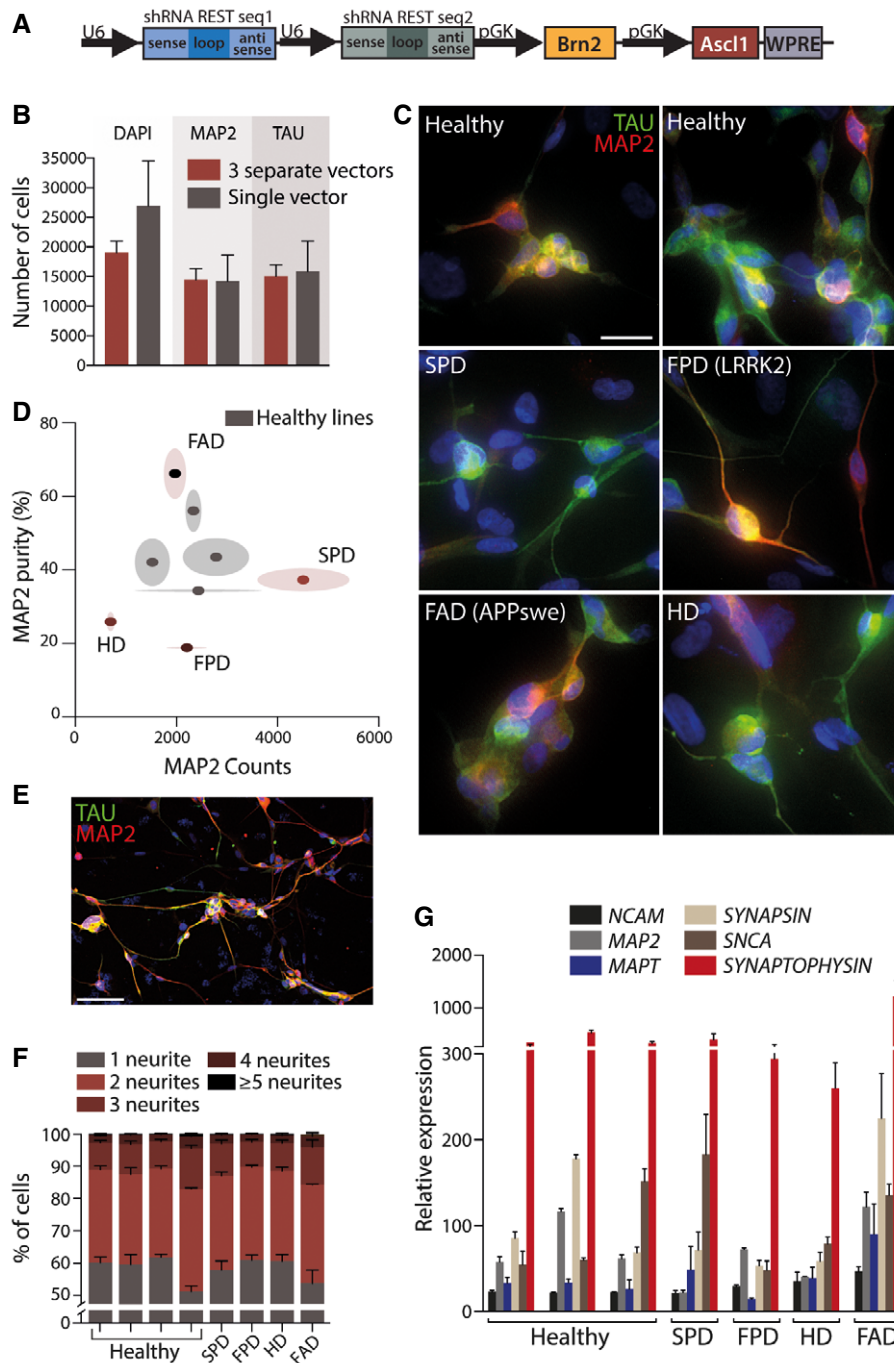 A
shRNA REST seq1
shRNA REST seq2
U6
sense
loop
anti sense
U6
sense
loop
anti sense
pGK
Brn2
pGK
Ascl1
WPRE
B
DAPI
MAP2
TAU
3 separate vectors
Single vector
Number of cells
35000
30000
25000
20000
15000
10000
5000
0
C
Healthy
TAU
MAP2
Healthy
SPD
FPD (LRRK2)
FAD (APPswe)
HD
D
Healthy lines
MAP2 purity (%)
80
60
40
20
0
FAD
SPD
HD
FPD
0
2000
4000
6000
MAP2 Counts
E
TAU
MAP2
F
1 neurite
2 neurites
3 neurites
4 neurites
≥5 neurites
% of cells
100
90
80
70
60
50
0
Healthy
SPD
FPD
HD
FAD
G
NCAM
MAP2
MAPT
SYNAPSIN
SNCA
SYNAPTOPHYSIN
Relative expression
2000
1000
300
200
100
0
Healthy
SPD
FPD
HD
FAD